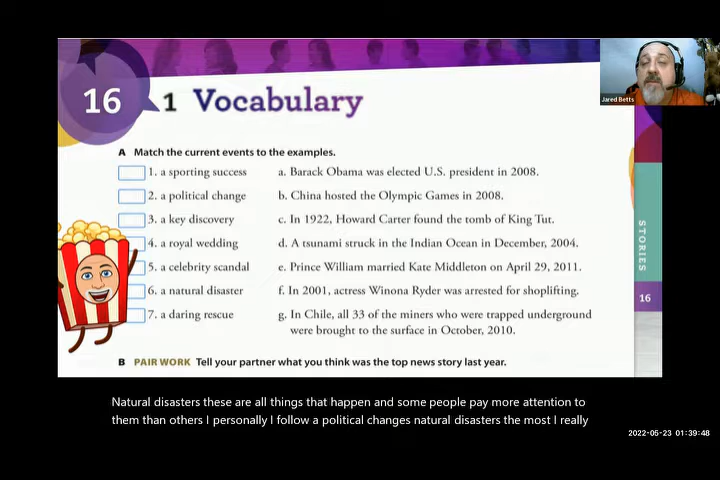 16
1 Vocabulary
Jared Betts
A Match the current events to the examples.
1. a sporting success a. Barack Obama was elected U.S. president in 2008.
2. a political change b. China hosted the Olympic Games in 2008.
3. a key discovery c. In 1922, Howard Carter found the tomb of King Tut.
4. a royal wedding d. A tsunami struck in the Indian Ocean in December, 2004.
5. a celebrity scandal e. Prince William married Kate Middleton on April 29, 2011.
6. a natural disaster f. In 2001, actress Winona Ryder was arrested for shoplifting.
7. a daring rescue g. In Chile, all 33 of the miners who were trapped underground
were brought to the surface in October, 2010.
STORIES
16
B PAIR WORK Tell your partner what you think was the top news story last year.
Natural disasters these are all things that happen and some people pay more attention to
them than others I personally I follow a political changes natural disasters the most I really
2022-05-23 01:39:48